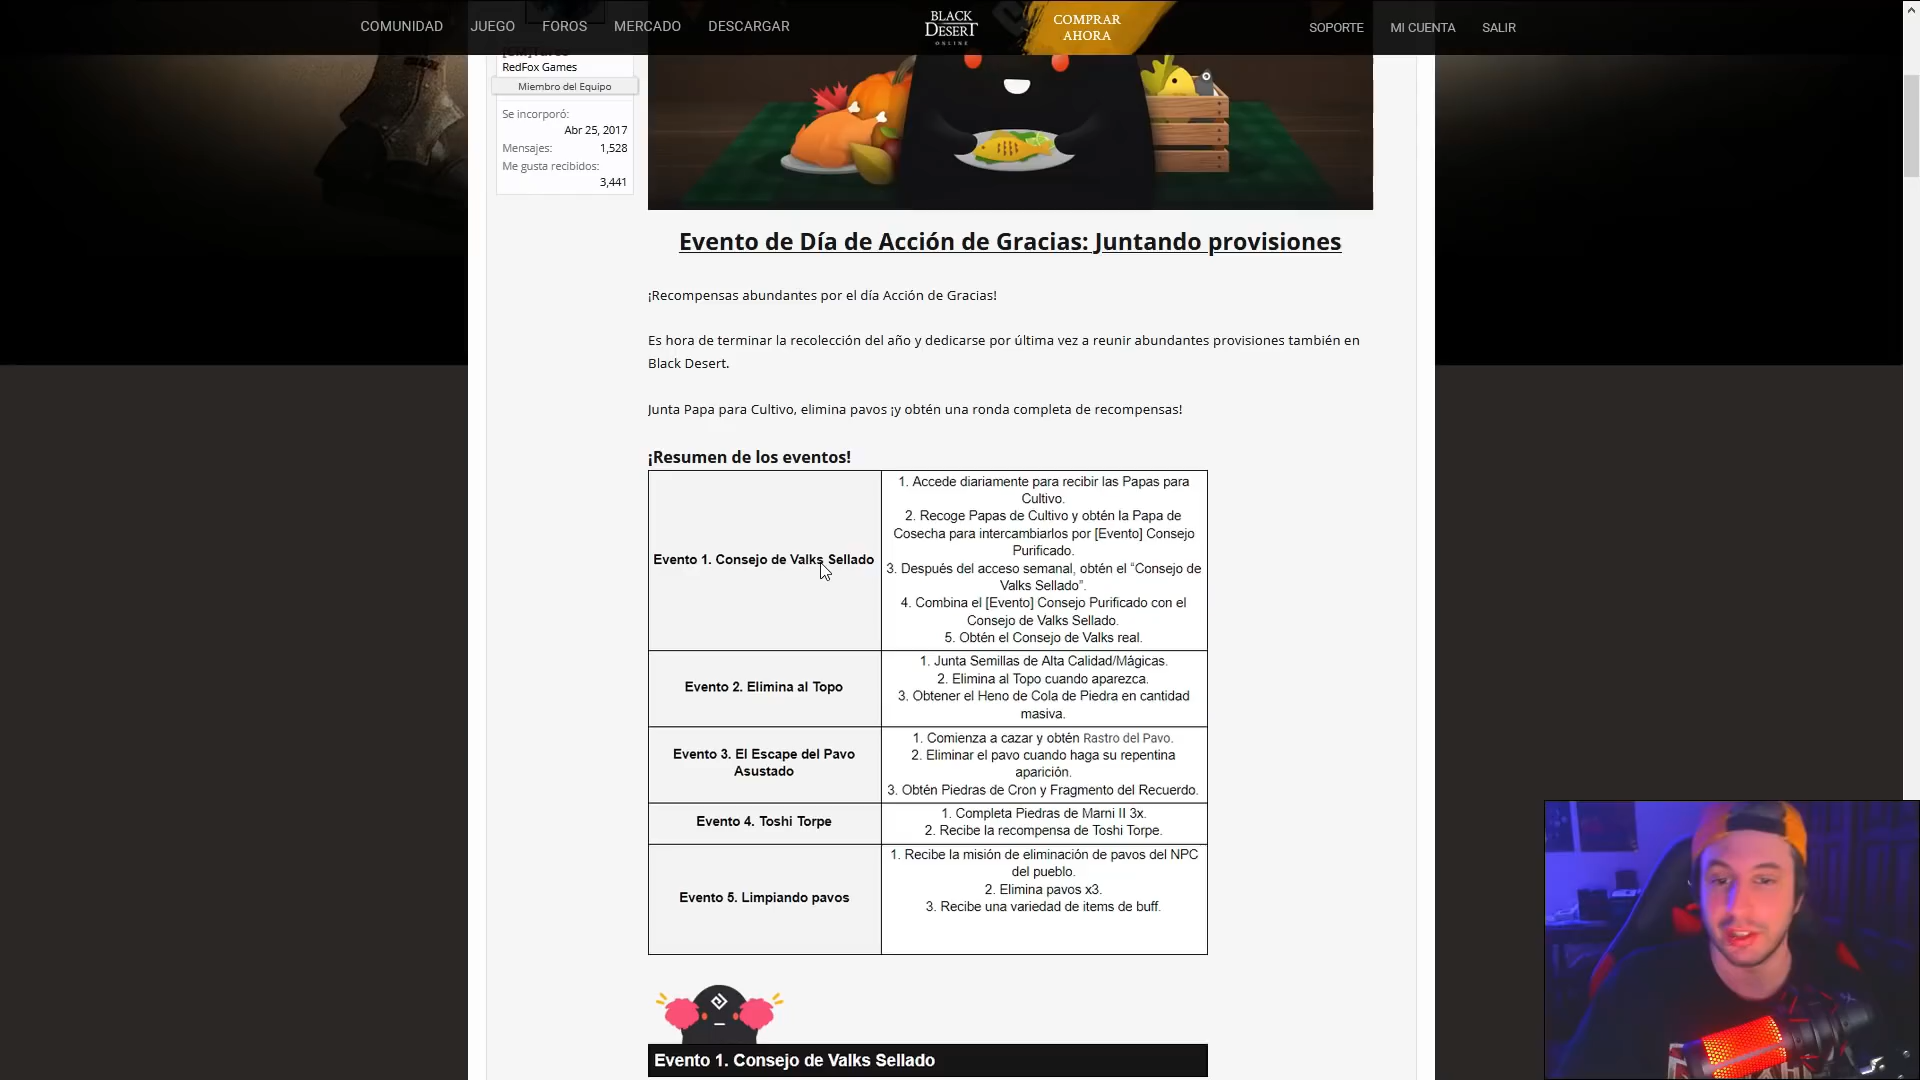 COMUNIDAD JUEGO FOROS MERCADO DESCARGAR
BLACK
DESERT
ONLINE
COMPRAR
AHORA
SOPORTE MI CUENTA SALIR
RedFox Games
Miembro del Equipo
Se incorporó:
Abr 25, 2017
Mensajes: 1,528
Me gusta recibidos:
3,441
Evento de Día de Acción de Gracias: Juntando provisiones
¡Recompensas abundantes por el día Acción de Gracias!
Es hora de terminar la recolección del año y dedicarse por última vez a reunir abundantes provisiones también en
Black Desert.
Junta Papa para Cultivo, elimina pavos ¡y obtén una ronda completa de recompensas!
¡Resumen de los eventos!
Evento 1. Consejo de Valks Sellado
1. Accede diariamente para recibir las Papas para
Cultivo.
2. Recoge Papas de Cultivo y obtén la Papa de
Cosecha para intercambiarlos por [Evento] Consejo
Purificado.
3. Después del acceso semanal, obtén el “Consejo de
Valks Sellado”.
4. Combina el [Evento] Consejo Purificado con el
Consejo de Valks Sellado.
5. Obtén el Consejo de Valks real.
Evento 2. Elimina al Topo
1. Junta Semillas de Alta Calidad/Mágicas.
2. Elimina al Topo cuando aparezca.
3. Obtener el Heno de Cola de Piedra en cantidad
masiva.
Evento 3. El Escape del Pavo
Asustado
1. Comienza a cazar y obtén Rastro del Pavo.
2. Eliminar el pavo cuando haga su repentina
aparición.
3. Obtén Piedras de Cron y Fragmento del Recuerdo.
Evento 4. Toshi Torpe
1. Completa Piedras de Marni II 3x.
2. Recibe la recompensa de Toshi Torpe.
Evento 5. Limpiando pavos
1. Recibe la misión de eliminación de pavos del NPC
del pueblo.
2. Elimina pavos x3.
3. Recibe una variedad de items de buff.
Evento 1. Consejo de Valks Sellado